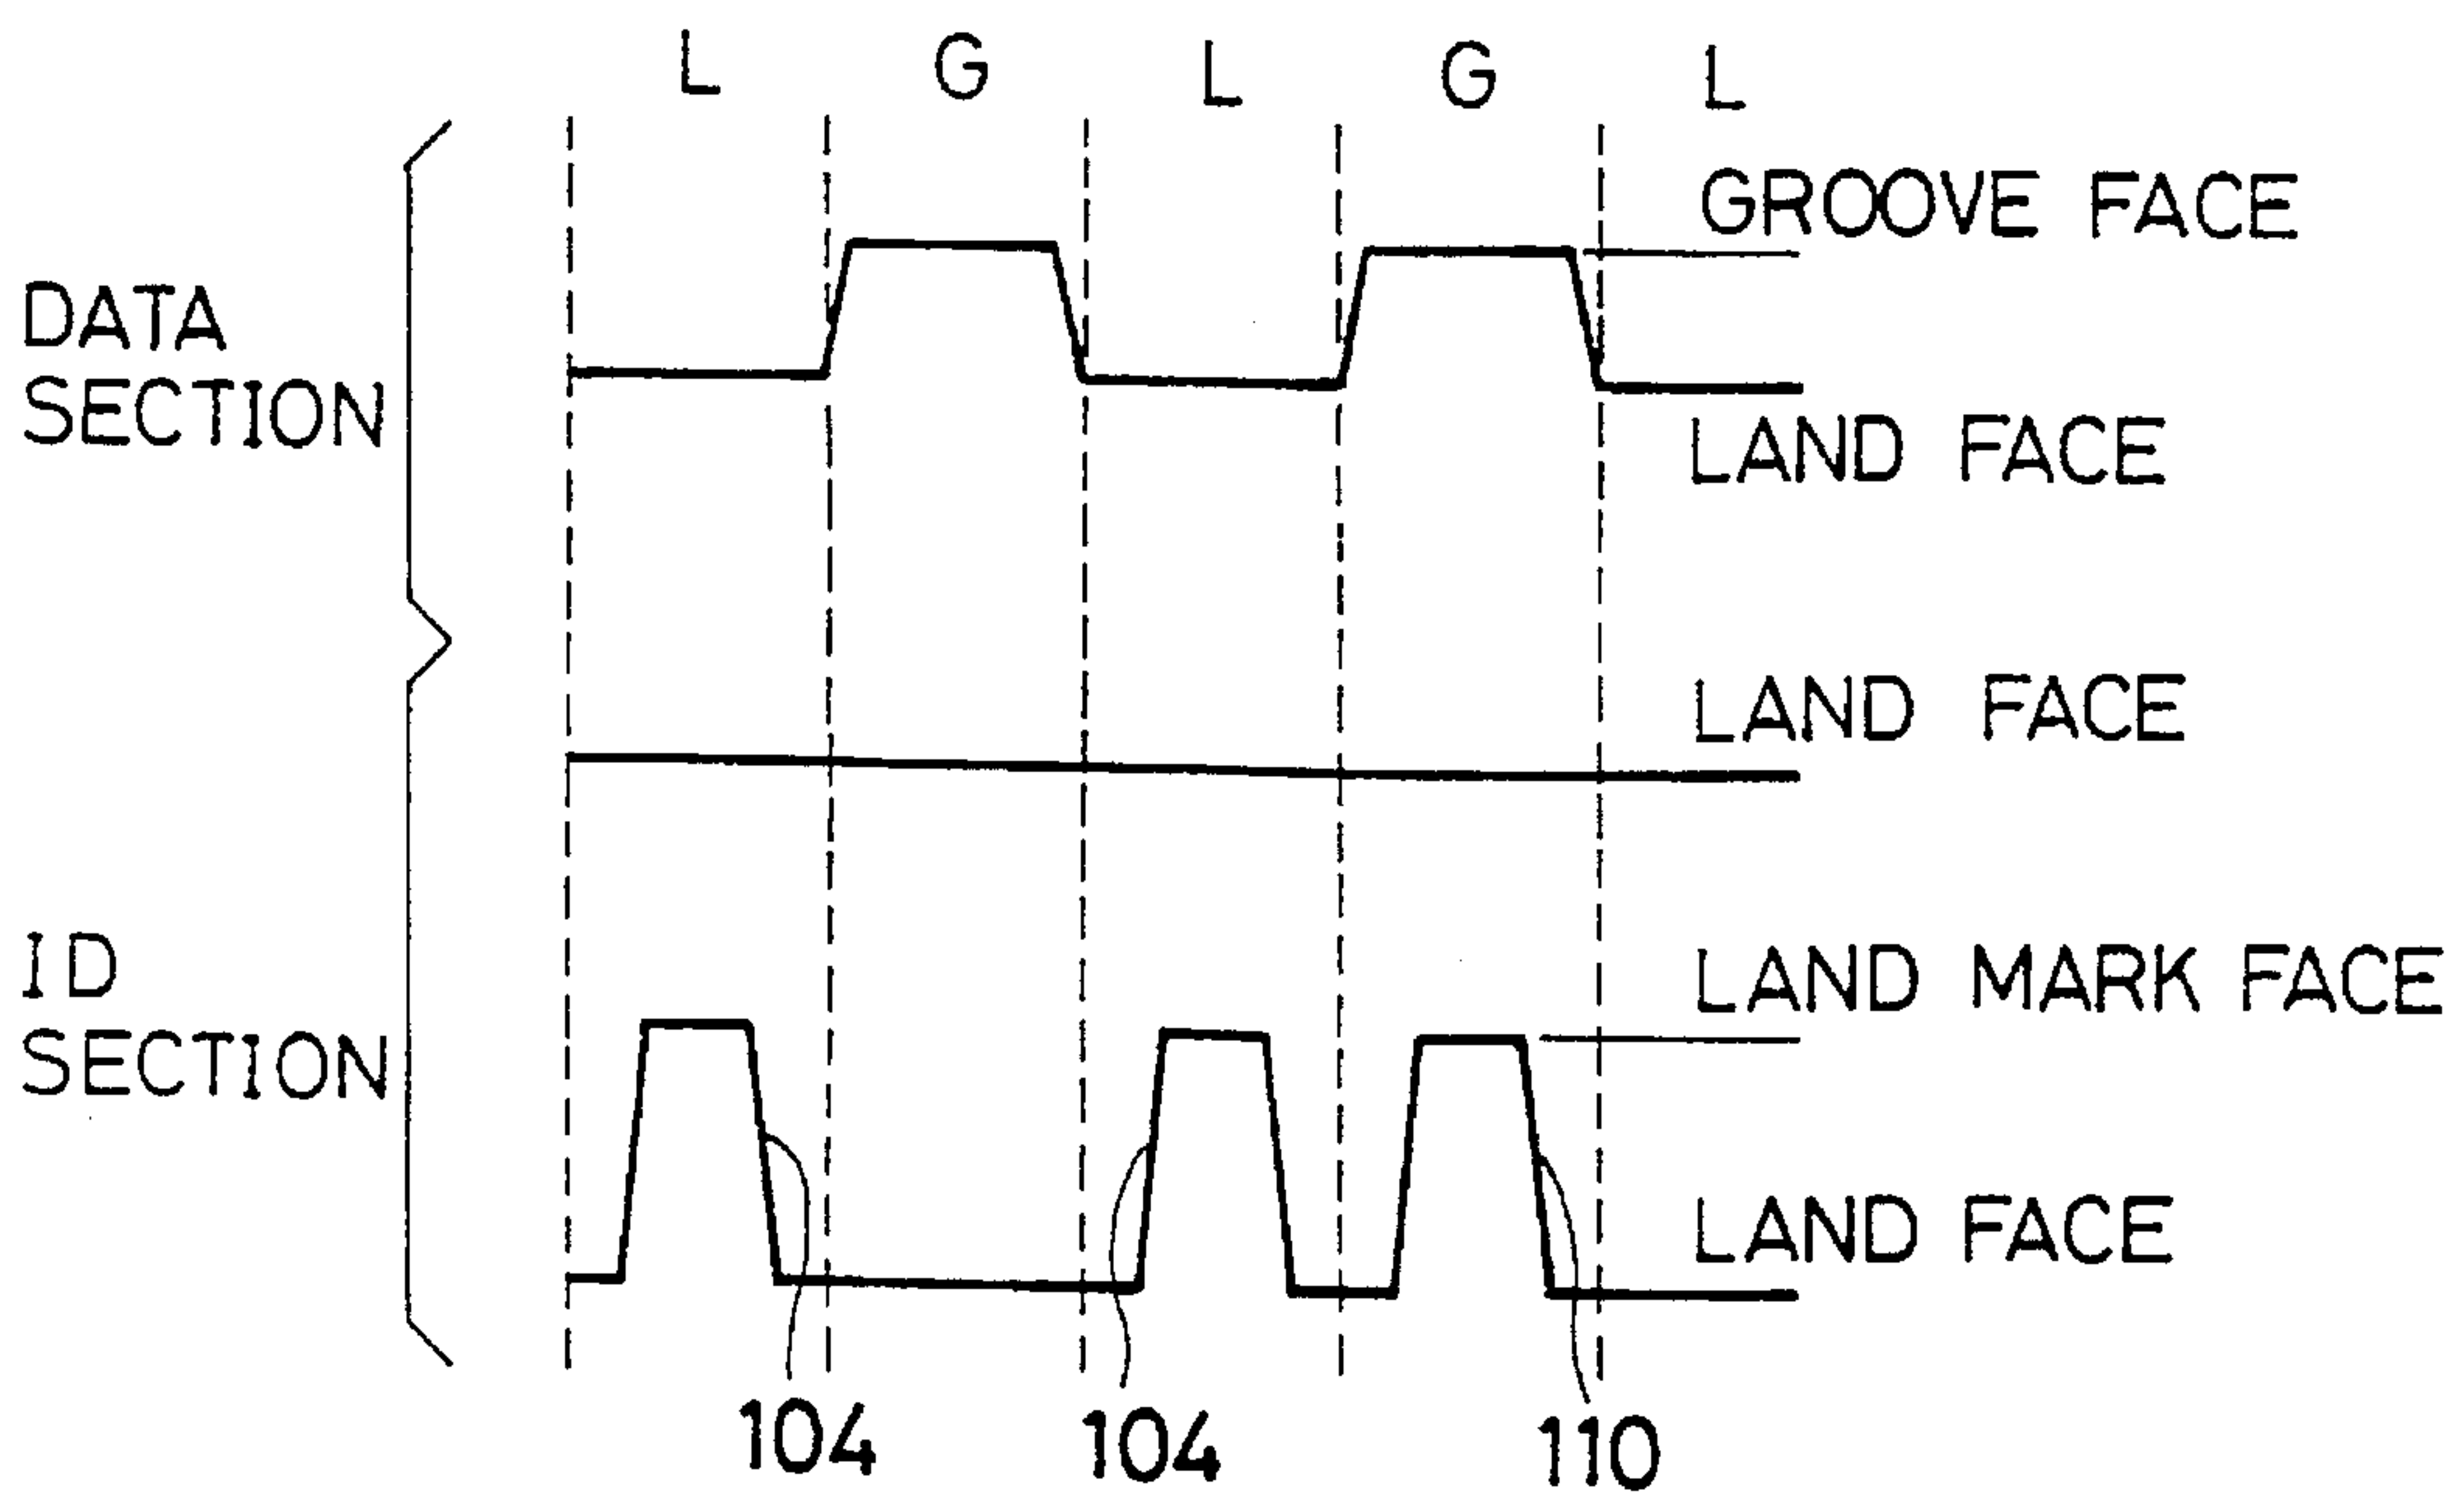 L G L G L
GROOVE FACE
DATA
SECTION
LAND FACE
LAND FACE
ID
SECTION
LAND MARK FACE
LAND FACE
104 104 110